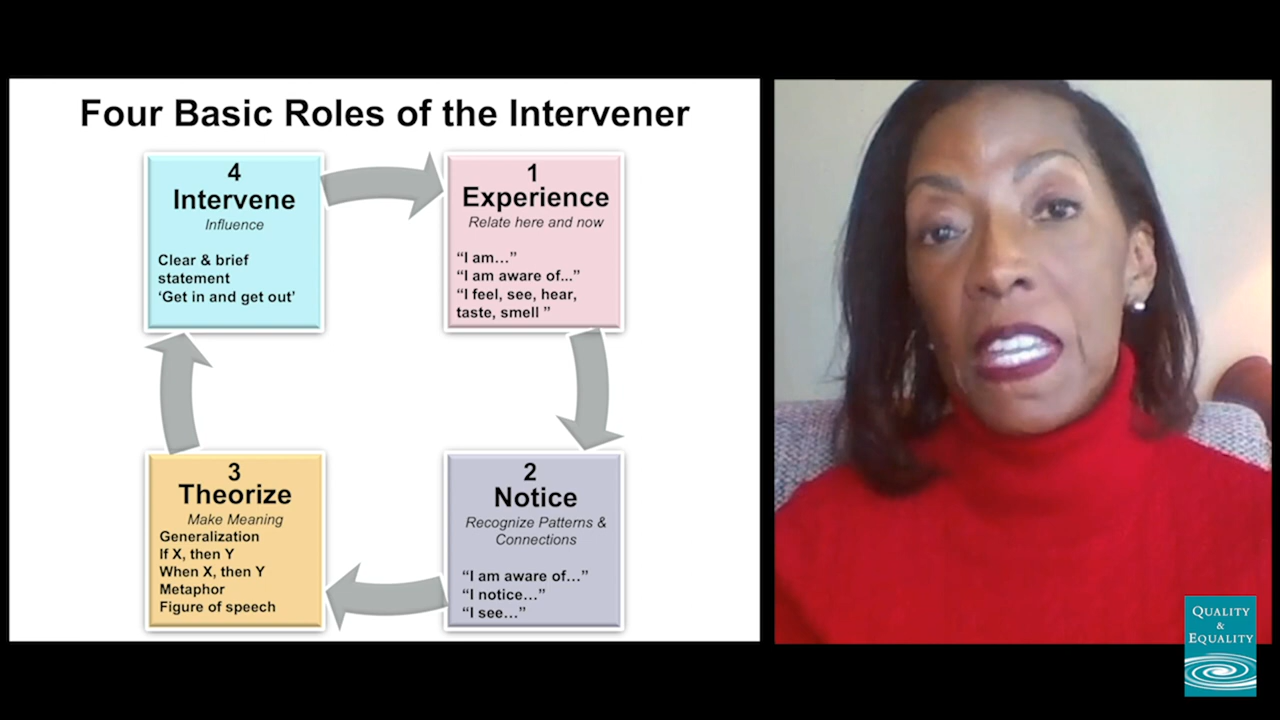 Four Basic Roles of the Intervener
4
Intervene
Influence
Clear & brief
statement
‘Get in and get out’
1
Experience
Relate here and now
“I am…”
“I am aware of...”
“I feel, see, hear,
taste, smell ”
3
Theorize
Make Meaning
Generalization
If X, then Y
When X, then Y
Metaphor
Figure of speech
2
Notice
Recognize Patterns &
Connections
“I am aware of…”
“I notice…”
“I see…”
QUALITY
&
EQUALITY